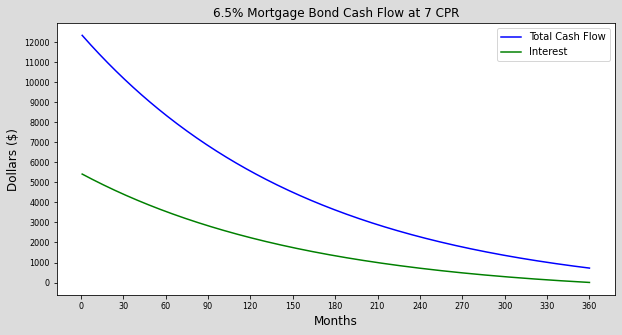 6.5% Mortgage Bond Cash Flow at 7 CPR
Total Cash Flow
Interest
Dollars ($)
12000
11000
10000
9000
8000
7000
6000
5000
4000
3000
2000
1000
0
0 30 60 90 120 150 180 210 240 270 300 330 360
Months